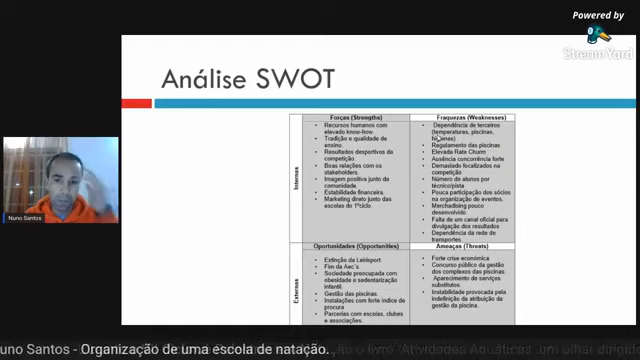 Powered by
StreamYard
Análise SWOT
Forças (Strengths)
Recursos humanos com
elevado know-how
Tradição e qualidade de
ensino.
Resultados desportivos da
competição.
Boas relações com os
stakeholders.
Imagem positiva junto da
comunidade.
Estabilidade financeira.
Marketing direto junto das
escolas do 1ºciclo.
Fraquezas (Weaknesses)
Dependência de terceiros
(temperaturas, piscinas,
Regulamento das piscinas
Elevada Rate Churm
Ausência concorrência forte
Demasiado focalizados na
competição
Número de alunos por
técnico/pista
Pouca participação dos sócios
na organização de eventos.
Merchadising pouco
desenvolvido
Falta de um canal oficial para
divulgação dos resultados
Dependência da rede de
transportes
Internas
Oportunidades (Opportunities)
Extinção da Leirisport.
Fim da Aec´s
Sociedade preocupada com
obesidade e sedentarização
infantil.
Gestão das piscinas.
Instalações com forte índice de
procura
Parcerias com escolas, clubes
e associações.
Ameaças (Threats)
Forte crise económica.
Concurso público da gestão
dos complexos das piscinas.
Aparecimento de serviços
substitutos
Instabilidade provocada pela
indefinição da atribuição da
gestão da piscina.
Externas
Nuno Santos
uno Santos - Organização de uma escola de natação.